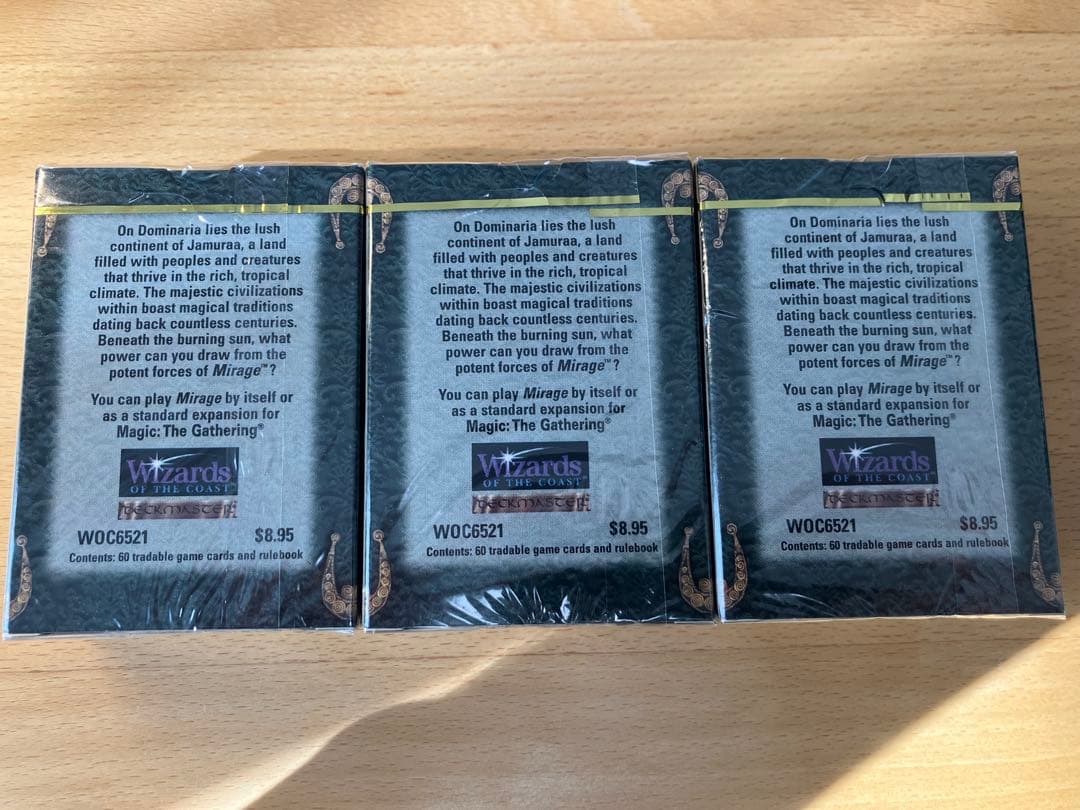 On Dominaria lies the lush
continent of Jamuraa, a land
filled with peoples and creatures
that thrive in the rich, tropical
climate. The majestic civilizations
within boast magical traditions
dating back countless centuries.
Beneath the burning sun, what
power can you draw from the
potent forces of Mirage™?
You can play Mirage by itself or
as a standard expansion for
Magic: The Gathering®
Wizards
OF THE COAST®
DECKMASTER
WOC6521 $8.95
Contents: 60 tradable game cards and rulebook
On Dominaria lies the lush
continent of Jamuraa, a land
filled with peoples and creatures
that thrive in the rich, tropical
climate. The majestic civilizations
within boast magical traditions
dating back countless centuries.
Beneath the burning sun, what
power can you draw from the
potent forces of Mirage™?
You can play Mirage by itself or
as a standard expansion for
Magic: The Gathering®
Wizards
OF THE COAST®
DECKMASTER
WOC6521 $8.95
Contents: 60 tradable game cards and rulebook
On Dominaria lies the lush
continent of Jamuraa, a land
filled with peoples and creatures
that thrive in the rich, tropical
climate. The majestic civilizations
within boast magical traditions
dating back countless centuries.
Beneath the burning sun, what
power can you draw from the
potent forces of Mirage™?
You can play Mirage by itself or
as a standard expansion for
Magic: The Gathering®
Wizards
OF THE COAST®
DECKMASTER
WOC6521 $8.95
Contents: 60 tradable game cards and rulebook